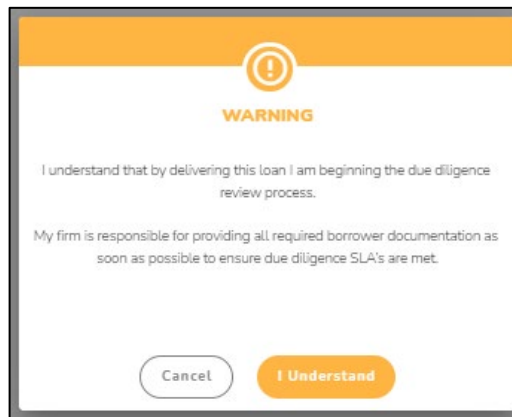 WARNING
I understand that by delivering this loan I am beginning the due diligence
review process.
My firm is responsible for providing all required borrower documentation as
soon as possible to ensure due diligence SLA's are met.
Cancel
I Understand